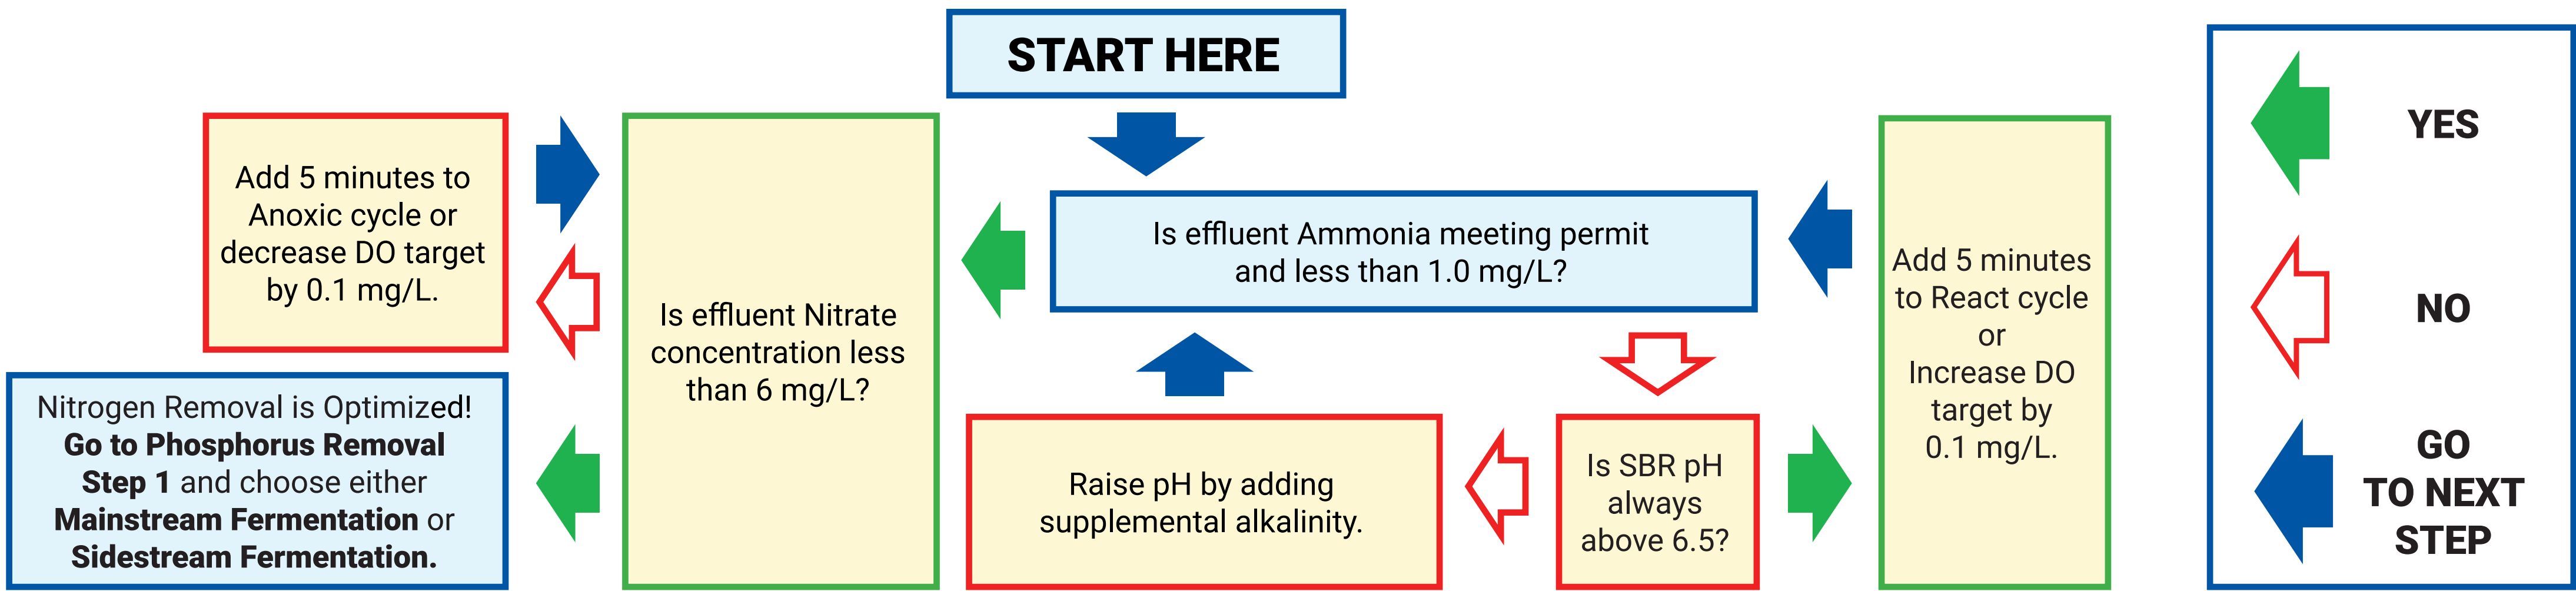 START HERE
Add 5 minutes to
Anoxic cycle or
decrease DO target
by 0.1 mg/L.
Nitrogen Removal is Optimized!
Go to Phosphorus Removal
Step 1 and choose either
Mainstream Fermentation or
Sidestream Fermentation.
Is effluent Nitrate
concentration less
than 6 mg/L?
Is effluent Ammonia meeting permit
and less than 1.0 mg/L?
Raise pH by adding
supplemental alkalinity.
Is SBR pH
always
above 6.5?
Add 5 minutes
to React cycle
or
Increase DO
target by
0.1 mg/L.
YES
NO
GO
TO NEXT
STEP